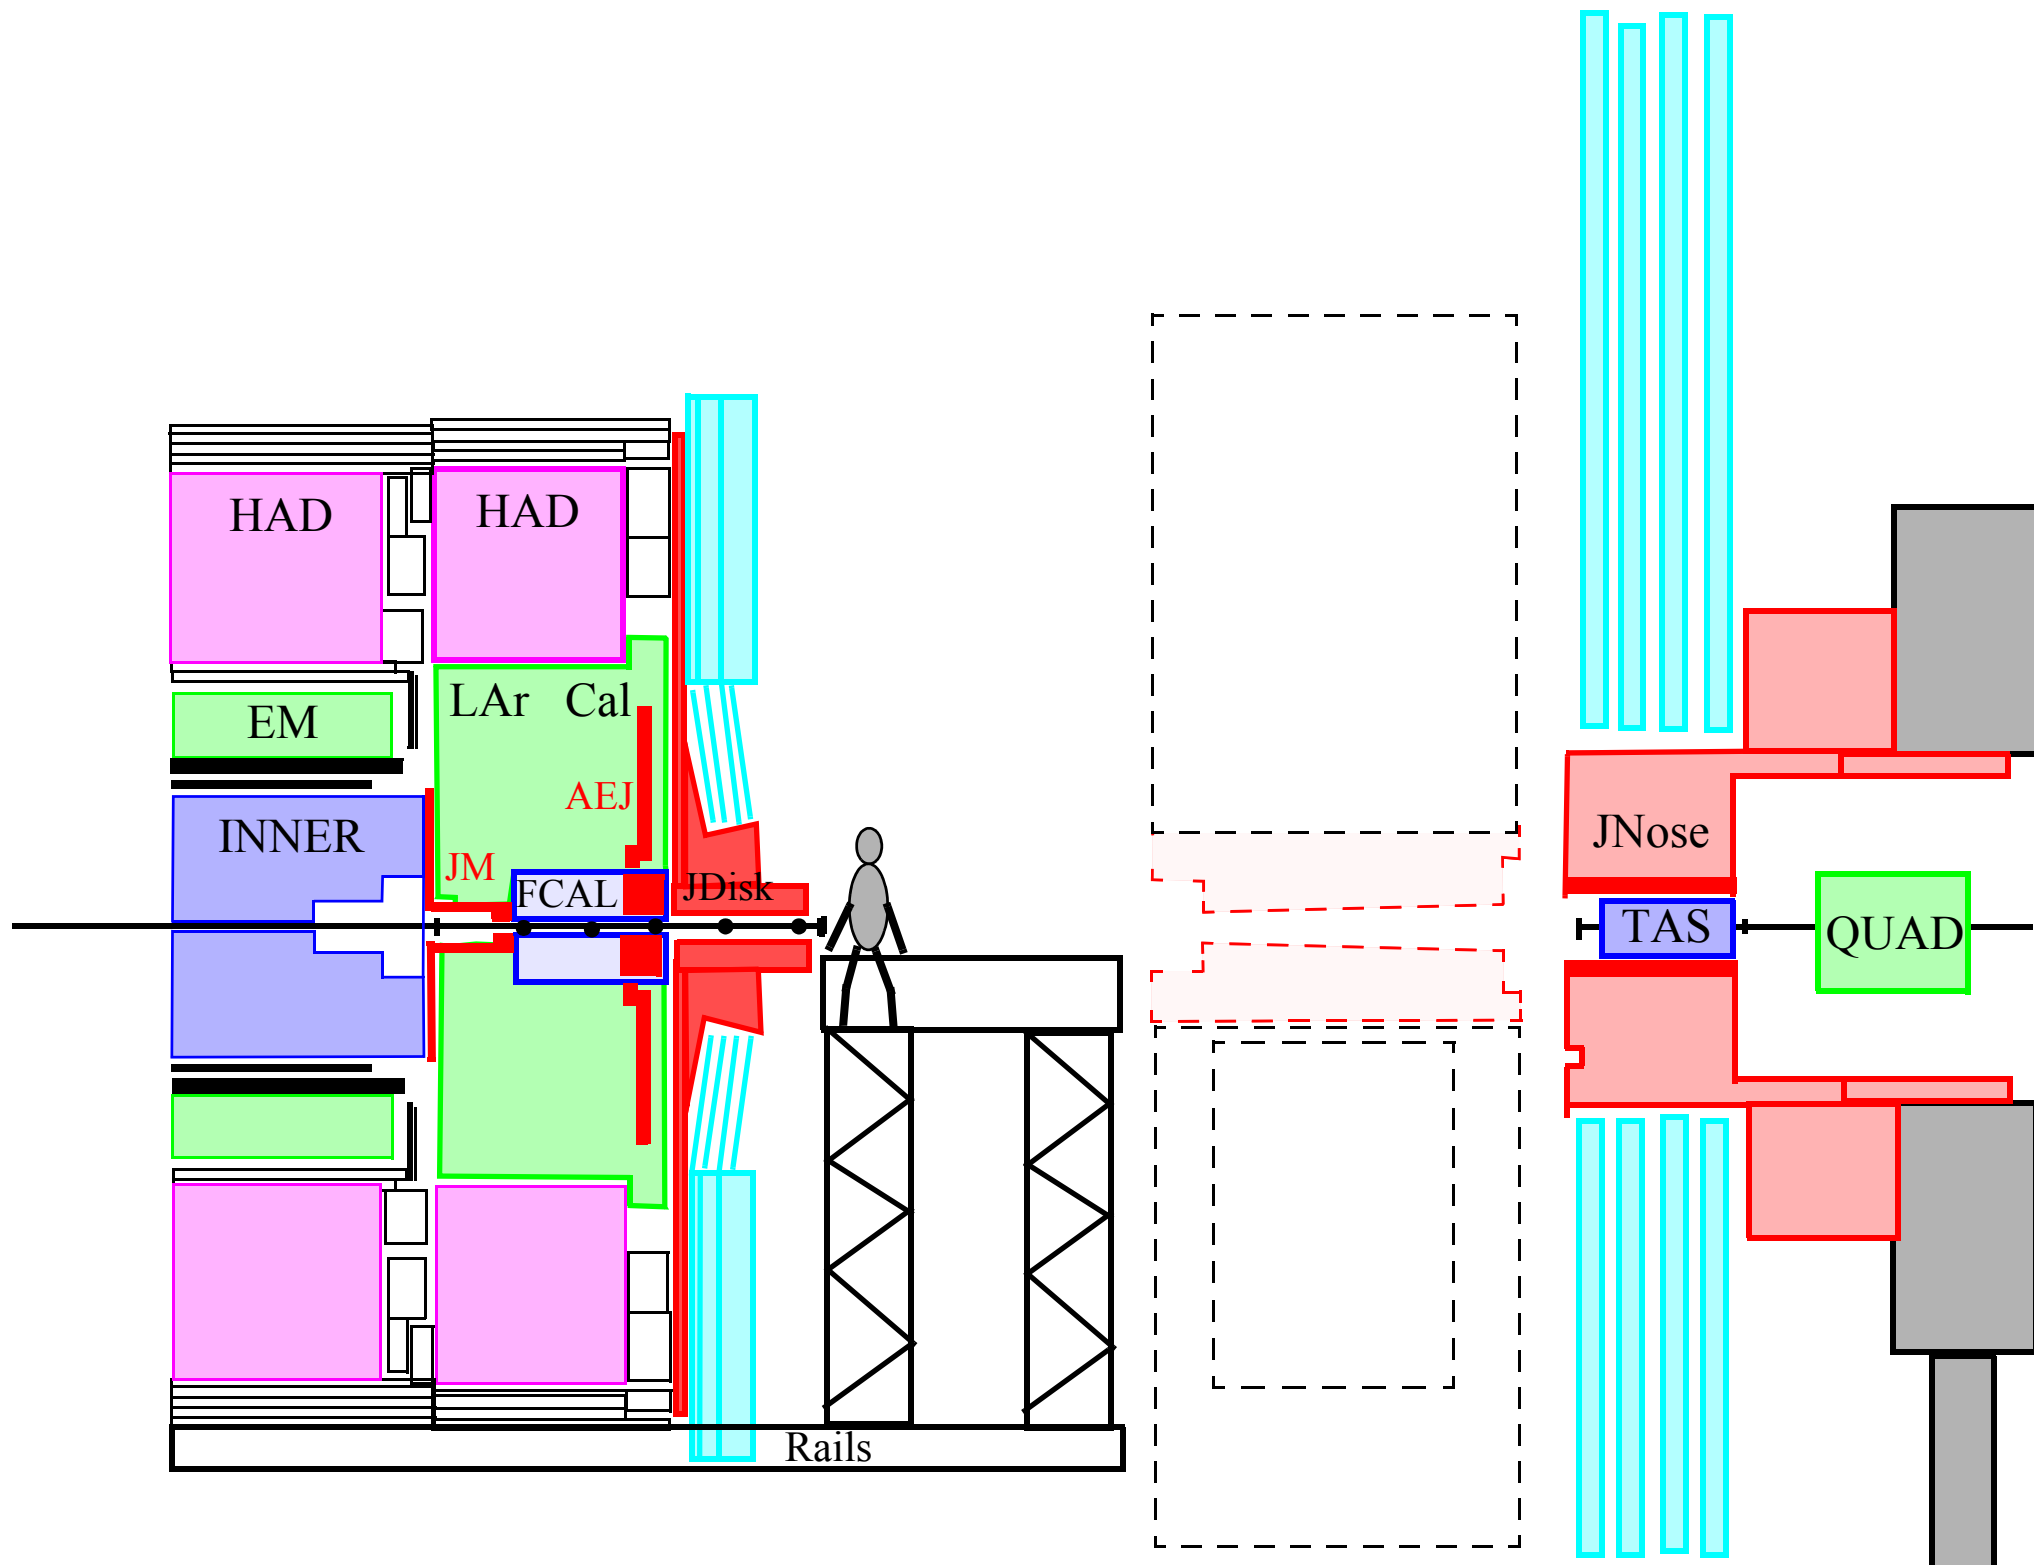 HAD
HAD
LAr Cal
EM
AEJ
INNER
JNose
JM
FCAL
JDisk
TAS
QUAD
Rails